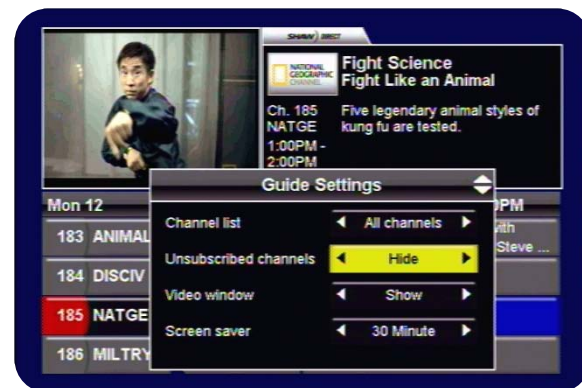 SHAW) DIRECT
NATIONAL
GEOGRAPHIC
CHANNEL
Fight Science
Fight Like an Animal
Ch. 185
NATGE
1:00PM -
2:00PM
Five legendary animal styles of
kung fu are tested.
Guide Settings
Mon 12
PM
Channel list
All channels
Unsubscribed channels
Hide
Video window
Show
Screen saver
30 Minute
183 ANIMAL
Steve ...
184 DISCIV
185 NATGE
186 MILTRY